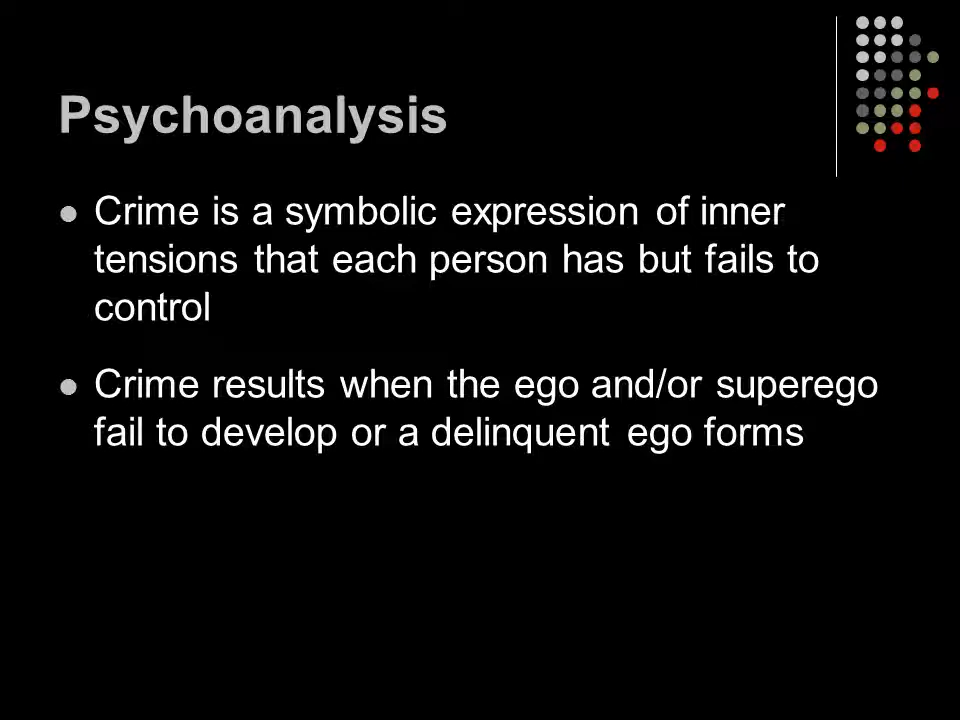 Psychoanalysis
Crime is a symbolic expression of inner
tensions that each person has but fails to
control
Crime results when the ego and/or superego
fail to develop or a delinquent ego forms